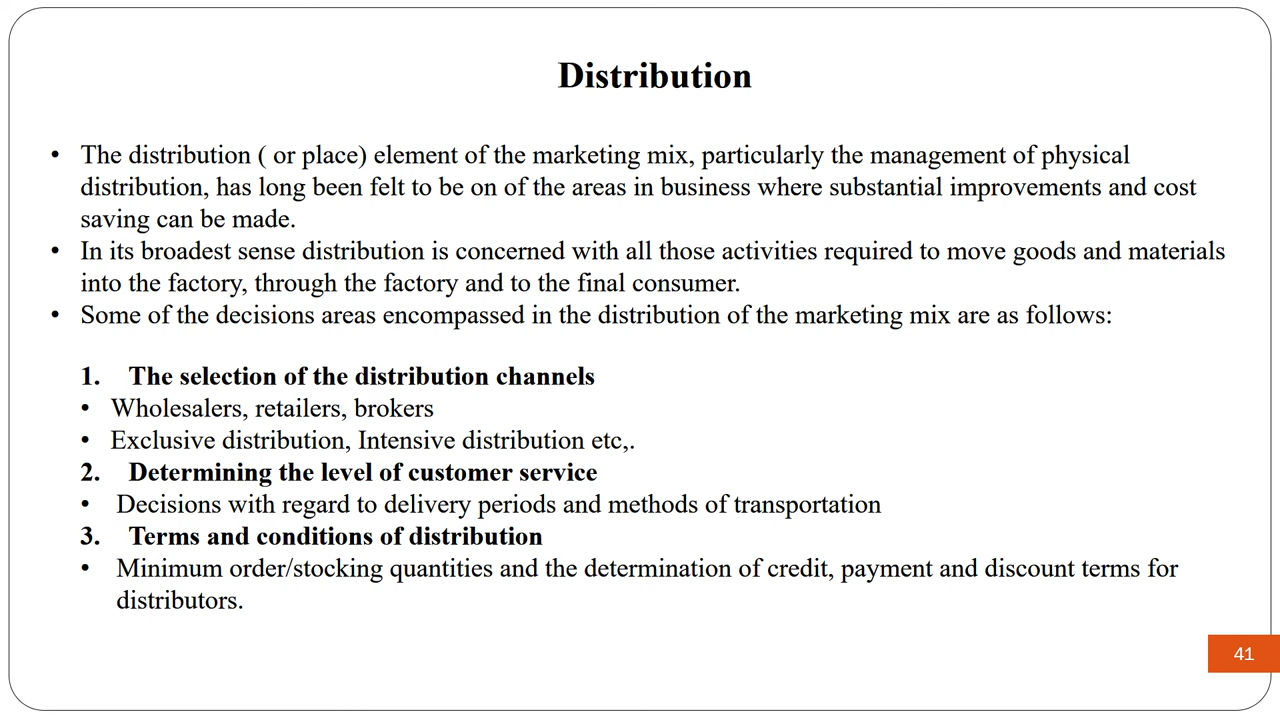 Distribution
• The distribution ( or place) element of the marketing mix, particularly the management of physical
distribution, has long been felt to be on of the areas in business where substantial improvements and cost
saving can be made.
• In its broadest sense distribution is concerned with all those activities required to move goods and materials
into the factory, through the factory and to the final consumer.
• Some of the decisions areas encompassed in the distribution of the marketing mix are as follows:
1. The selection of the distribution channels
• Wholesalers, retailers, brokers
• Exclusive distribution, Intensive distribution etc,.
2. Determining the level of customer service
• Decisions with regard to delivery periods and methods of transportation
3. Terms and conditions of distribution
• Minimum order/stocking quantities and the determination of credit, payment and discount terms for
distributors.
41